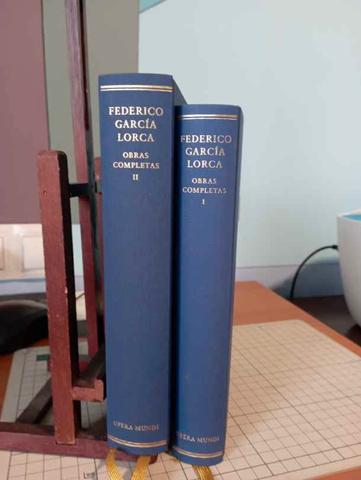 FEDERICO
GARCÍA
LORCA
OBRAS
COMPLETAS
II
OPERA MUNDI
FEDERICO
GARCÍA
LORCA
OBRAS
COMPLETAS
I
OPERA MUNDI